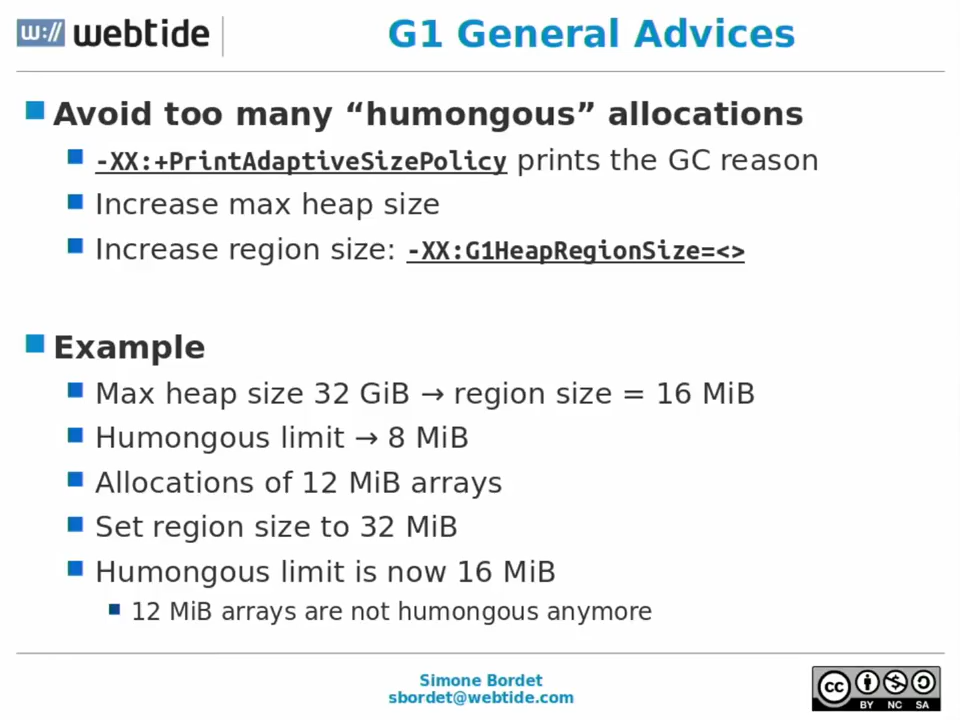 w:// webtide
G1 General Advices
Avoid too many “humongous” allocations
-XX:+PrintAdaptiveSizePolicy prints the GC reason
Increase max heap size
Increase region size: -XX:G1HeapRegionSize=<>
Example
Max heap size 32 GiB → region size = 16 MiB
Humongous limit → 8 MiB
Allocations of 12 MiB arrays
Set region size to 32 MiB
Humongous limit is now 16 MiB
12 MiB arrays are not humongous anymore
Simone Bordet
sbordet@webtide.com
cc
BY NC SA